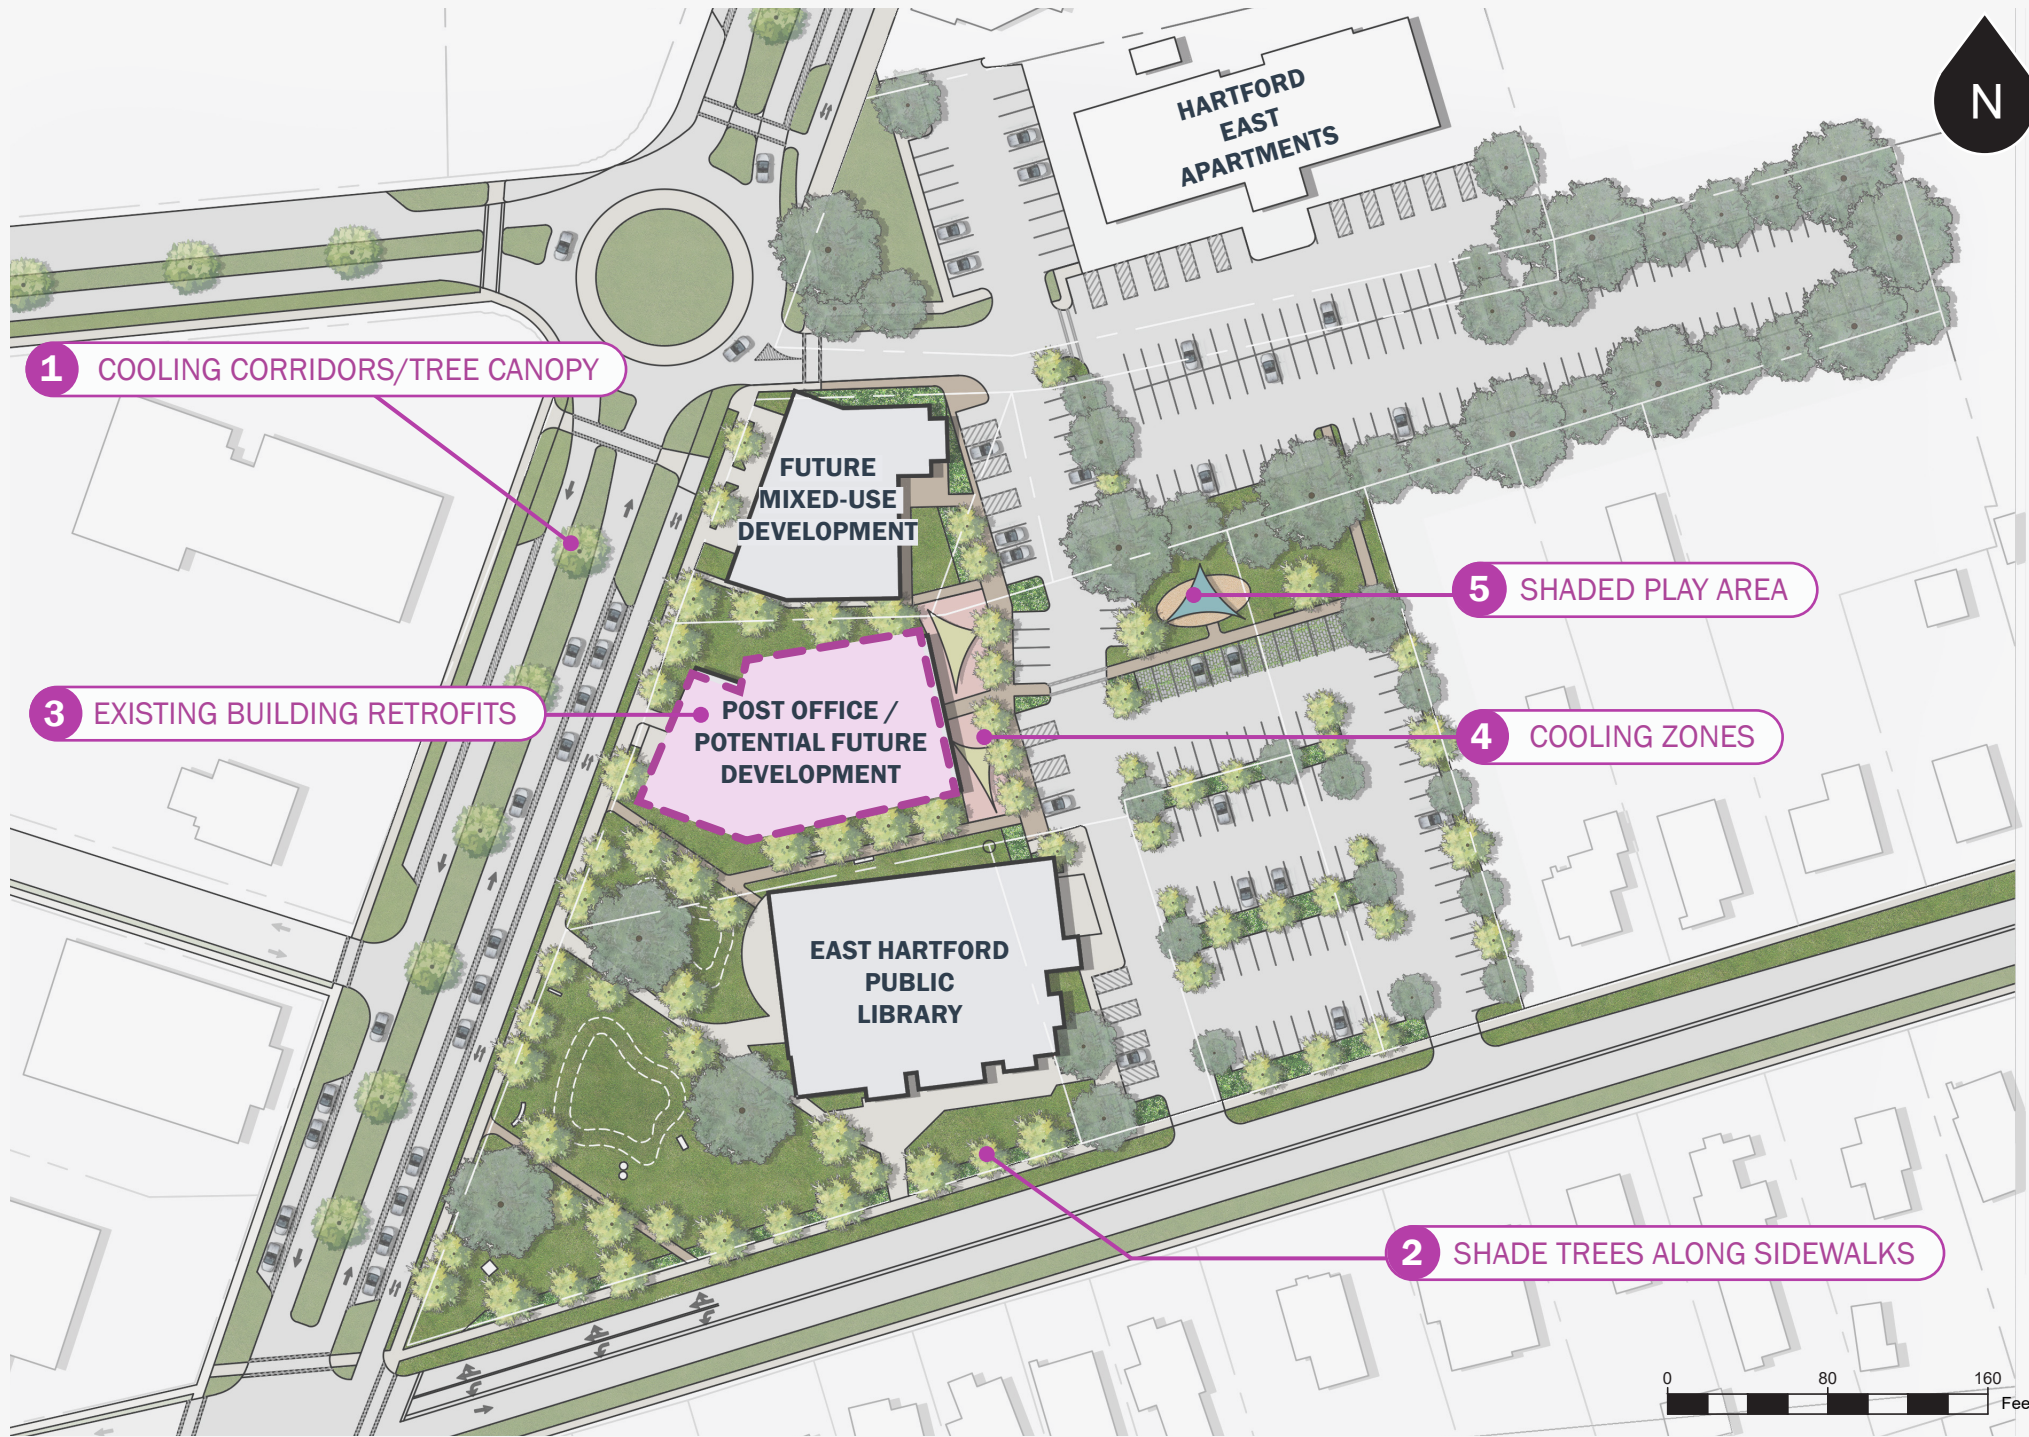 N
HARTFORD
EAST
APARTMENTS
1 COOLING CORRIDORS/TREE CANOPY
FUTURE
MIXED-USE
DEVELOPMENT
5 SHADED PLAY AREA
3 EXISTING BUILDING RETROFITS
POST OFFICE /
POTENTIAL FUTURE
DEVELOPMENT
4 COOLING ZONES
EAST HARTFORD
PUBLIC
LIBRARY
2 SHADE TREES ALONG SIDEWALKS
0 80 160
Fee